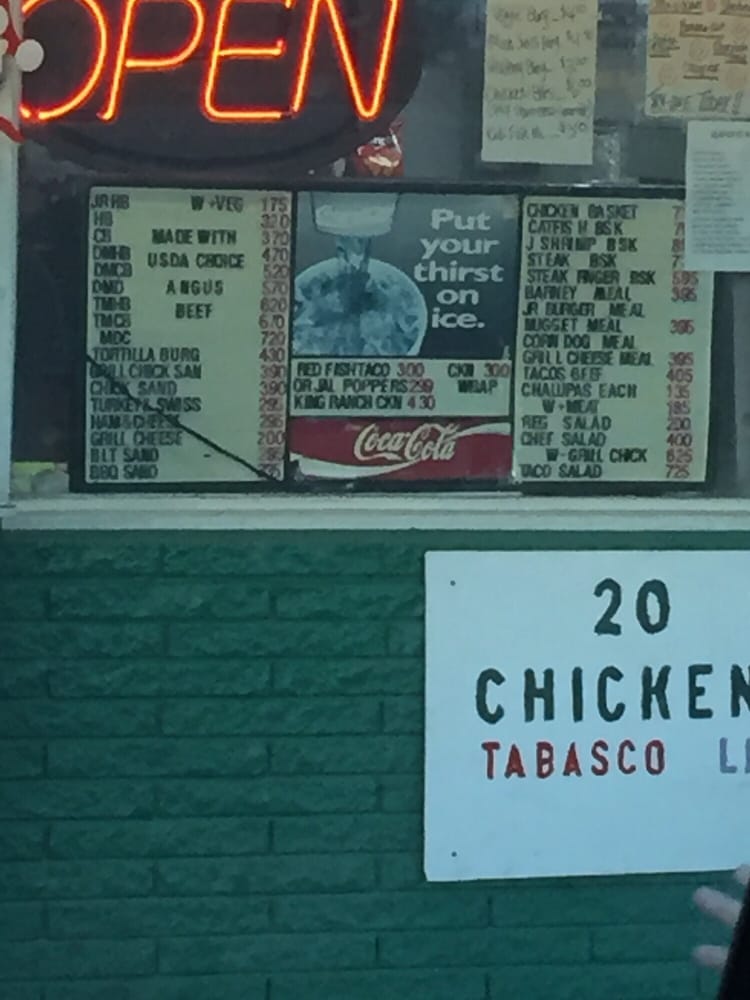 OPEN
JR HB W+VEG 175
HB 320
CB MADE WITH 370
DMHB 470
DMCB USDA CHOICE 520
DMD ANGUS 570
TMHB BEEF 620
TMCB 670
MDC 720
TORTILLA BURG 430
GRILL CHICK SAN 390
CHICK SAND 390
TURKEY & SWISS 295
HAM & CHEESE
GRILL CHEESE 200
BLT SAND
BBQ SAND
Put
your
thirst
on
ice.
RED FISH TACO 300 CKN 300
OR JAL POPPERS 299 WRAP
KING RANCH CKN 430
Coca-Cola
CHICKEN BASKET
CATFISH BSK
J SHRIMP BSK
STEAK BSK
STEAK FINGER BSK 595
BARNEY MEAL 395
JR BURGER MEAL
NUGGET MEAL 395
CORN DOG MEAL
GRILL CHEESE MEAL 395
TACOS BEEF 405
CHALUPAS EACH 135
W+MEAT 185
REG SALAD 200
CHEF SALAD 400
W-GRILL CHICK 625
TACO SALAD 725
20
CHICKEN
TABASCO